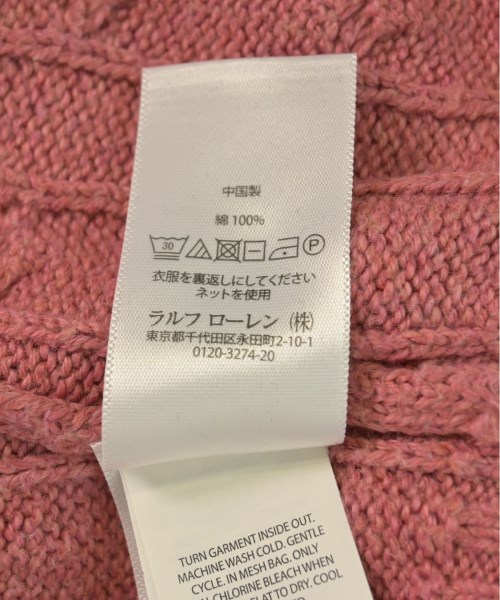 中国製
綿 100%
30 P
衣服を裏返しにしてください
ネットを使用
ラルフ ローレン (株)
東京都千代田区永田町2-10-1
0120-3274-20
TURN GARMENT INSIDE OUT.
MACHINE WASH COLD. GENTLE
CYCLE. IN MESH BAG. ONLY
CHLORINE BLEACH WHEN
FLAT TO DRY. COOL